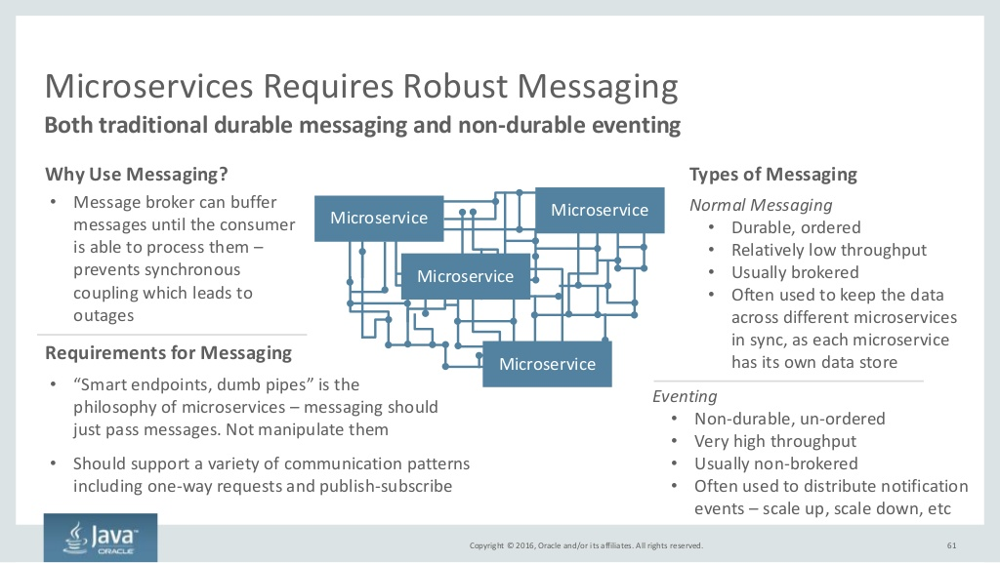 Microservices Requires Robust Messaging
Both traditional durable messaging and non-durable eventing
Why Use Messaging?
• Message broker can buffer
messages until the consumer
is able to process them –
prevents synchronous
coupling which leads to
outages
Requirements for Messaging
• “Smart endpoints, dumb pipes” is the
philosophy of microservices – messaging should
just pass messages. Not manipulate them
• Should support a variety of communication patterns
including one-way requests and publish-subscribe
Microservice
Microservice
Microservice
Microservice
Types of Messaging
Normal Messaging
• Durable, ordered
• Relatively low throughput
• Usually brokered
• Often used to keep the data
across different microservices
in sync, as each microservice
has its own data store
Eventing
• Non-durable, un-ordered
• Very high throughput
• Usually non-brokered
• Often used to distribute notification
events – scale up, scale down, etc
Java™
ORACLE
Copyright © 2016, Oracle and/or its affiliates. All rights reserved.
61